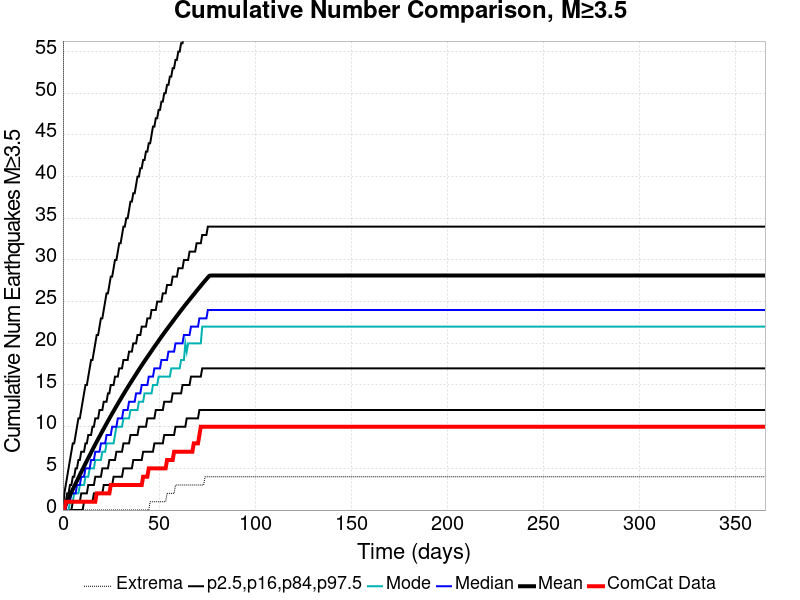 Cumulative Number Comparison, M≥3.5
Cumulative Num Earthquakes M≥3.5
55
50
45
40
35
30
25
20
15
10
5
0
0 50 100 150 200 250 300 350
Time (days)
Extrema p2.5,p16,p84,p97.5 Mode Median Mean ComCat Data